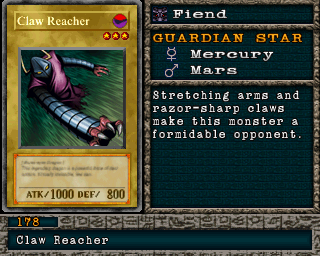 Claw Reacher
ATK/1000 DEF/ 800
Fiend
GUARDIAN STAR
Mercury
Mars
Stretching arms and
razor-sharp claws
make this monster a
formidable opponent.
178
Claw Reacher